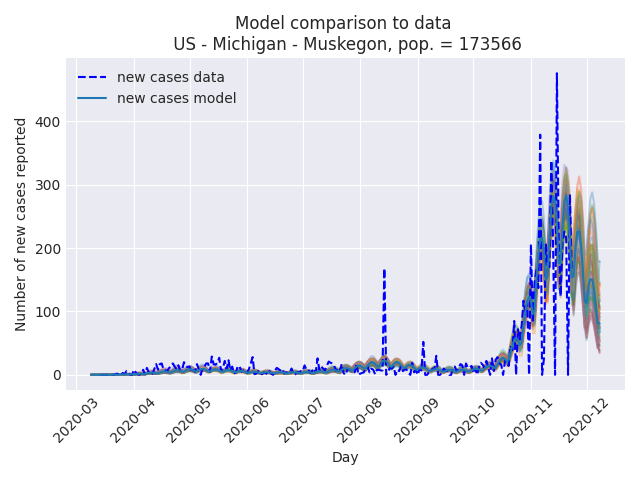 Model comparison to data
US - Michigan - Muskegon, pop. = 173566
new cases data
new cases model
Number of new cases reported
400
300
200
100
0
2020-03
2020-04
2020-05
2020-06
2020-07
2020-08
2020-09
2020-10
2020-11
2020-12
Day